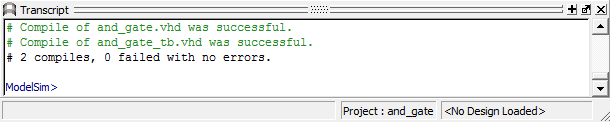 Transcript
# Compile of and_gate.vhd was successful.
# Compile of and_gate_tb.vhd was successful.
# 2 compiles, 0 failed with no errors.
ModelSim>
Project : and_gate
<No Design Loaded>